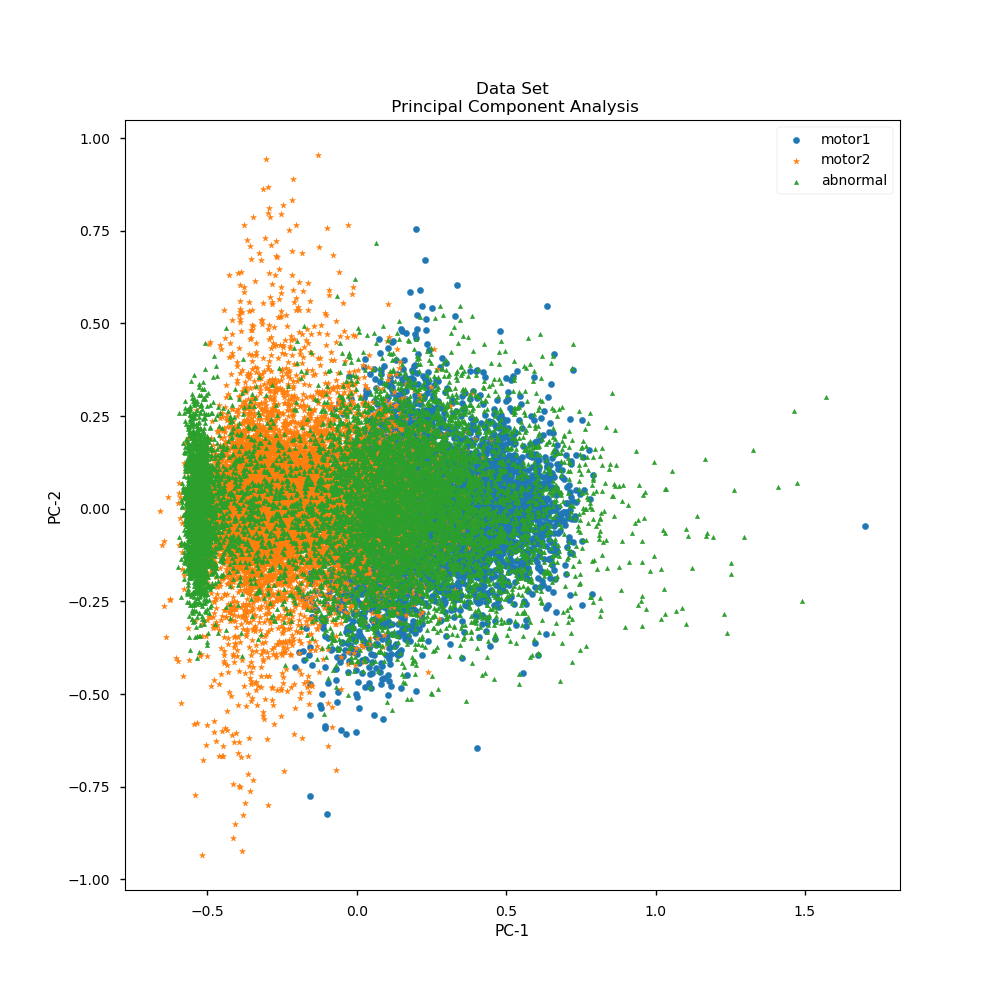 Data Set
Principal Component Analysis
motor1
motor2
abnormal
1.00
0.75
0.50
0.25
0.00
−0.25
−0.50
−0.75
−1.00
PC-2
−0.5
0.0
0.5
1.0
1.5
PC-1